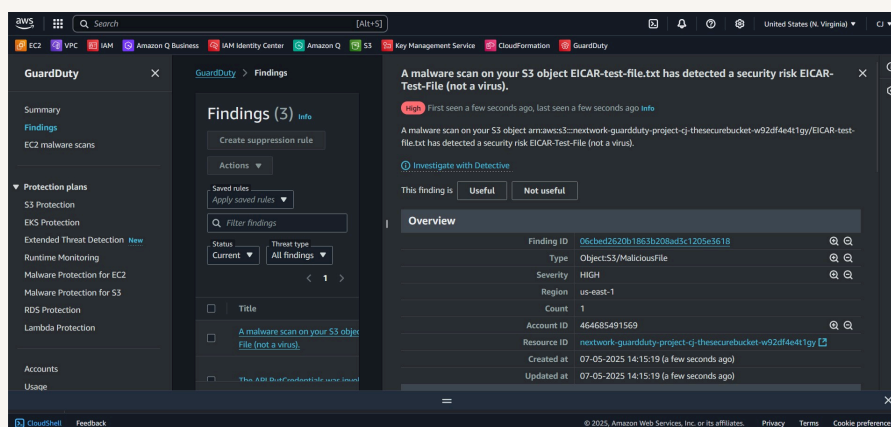 aws
Search
[Alt+S]
United States (N. Virginia)
CJ
EC2
VPC
IAM
Amazon Q Business
IAM Identity Center
Amazon Q
S3
Key Management Service
CloudFormation
GuardDuty
GuardDuty
Summary
Findings
EC2 malware scans
Protection plans
S3 Protection
EKS Protection
Extended Threat Detection New
Runtime Monitoring
Malware Protection for EC2
Malware Protection for S3
RDS Protection
Lambda Protection
Accounts
Usage
GuardDuty > Findings
Findings (3) Info
Create suppression rule
Actions
Saved rules
Apply saved rules
Filter findings
Status
Current
Threat type
All findings
< 1 >
Title
A malware scan on your S3 objec
File (not a virus).
The API PutCredentials was invol
A malware scan on your S3 object EICAR-test-file.txt has detected a security risk EICAR-
Test-File (not a virus).
High First seen a few seconds ago, last seen a few seconds ago Info
A malware scan on your S3 object arn:aws:s3:::nextwork-guardduty-project-cj-thesecurebucket-w92df4e4t1gy/EICAR-test-
file.txt has detected a security risk EICAR-Test-File (not a virus).
Investigate with Detective
This finding is Useful Not useful
Overview
Finding ID 06cbed2620b1863b208ad3c1205e3618
Type Object:S3/MaliciousFile
Severity HIGH
Region us-east-1
Count 1
Account ID 464685491569
Resource ID nextwork-guardduty-project-cj-thesecurebucket-w92df4e4t1gy
Created at 07-05-2025 14:15:19 (a few seconds ago)
Updated at 07-05-2025 14:15:19 (a few seconds ago)
CloudShell Feedback
© 2025, Amazon Web Services, Inc. or its affiliates. Privacy Terms Cookie preference